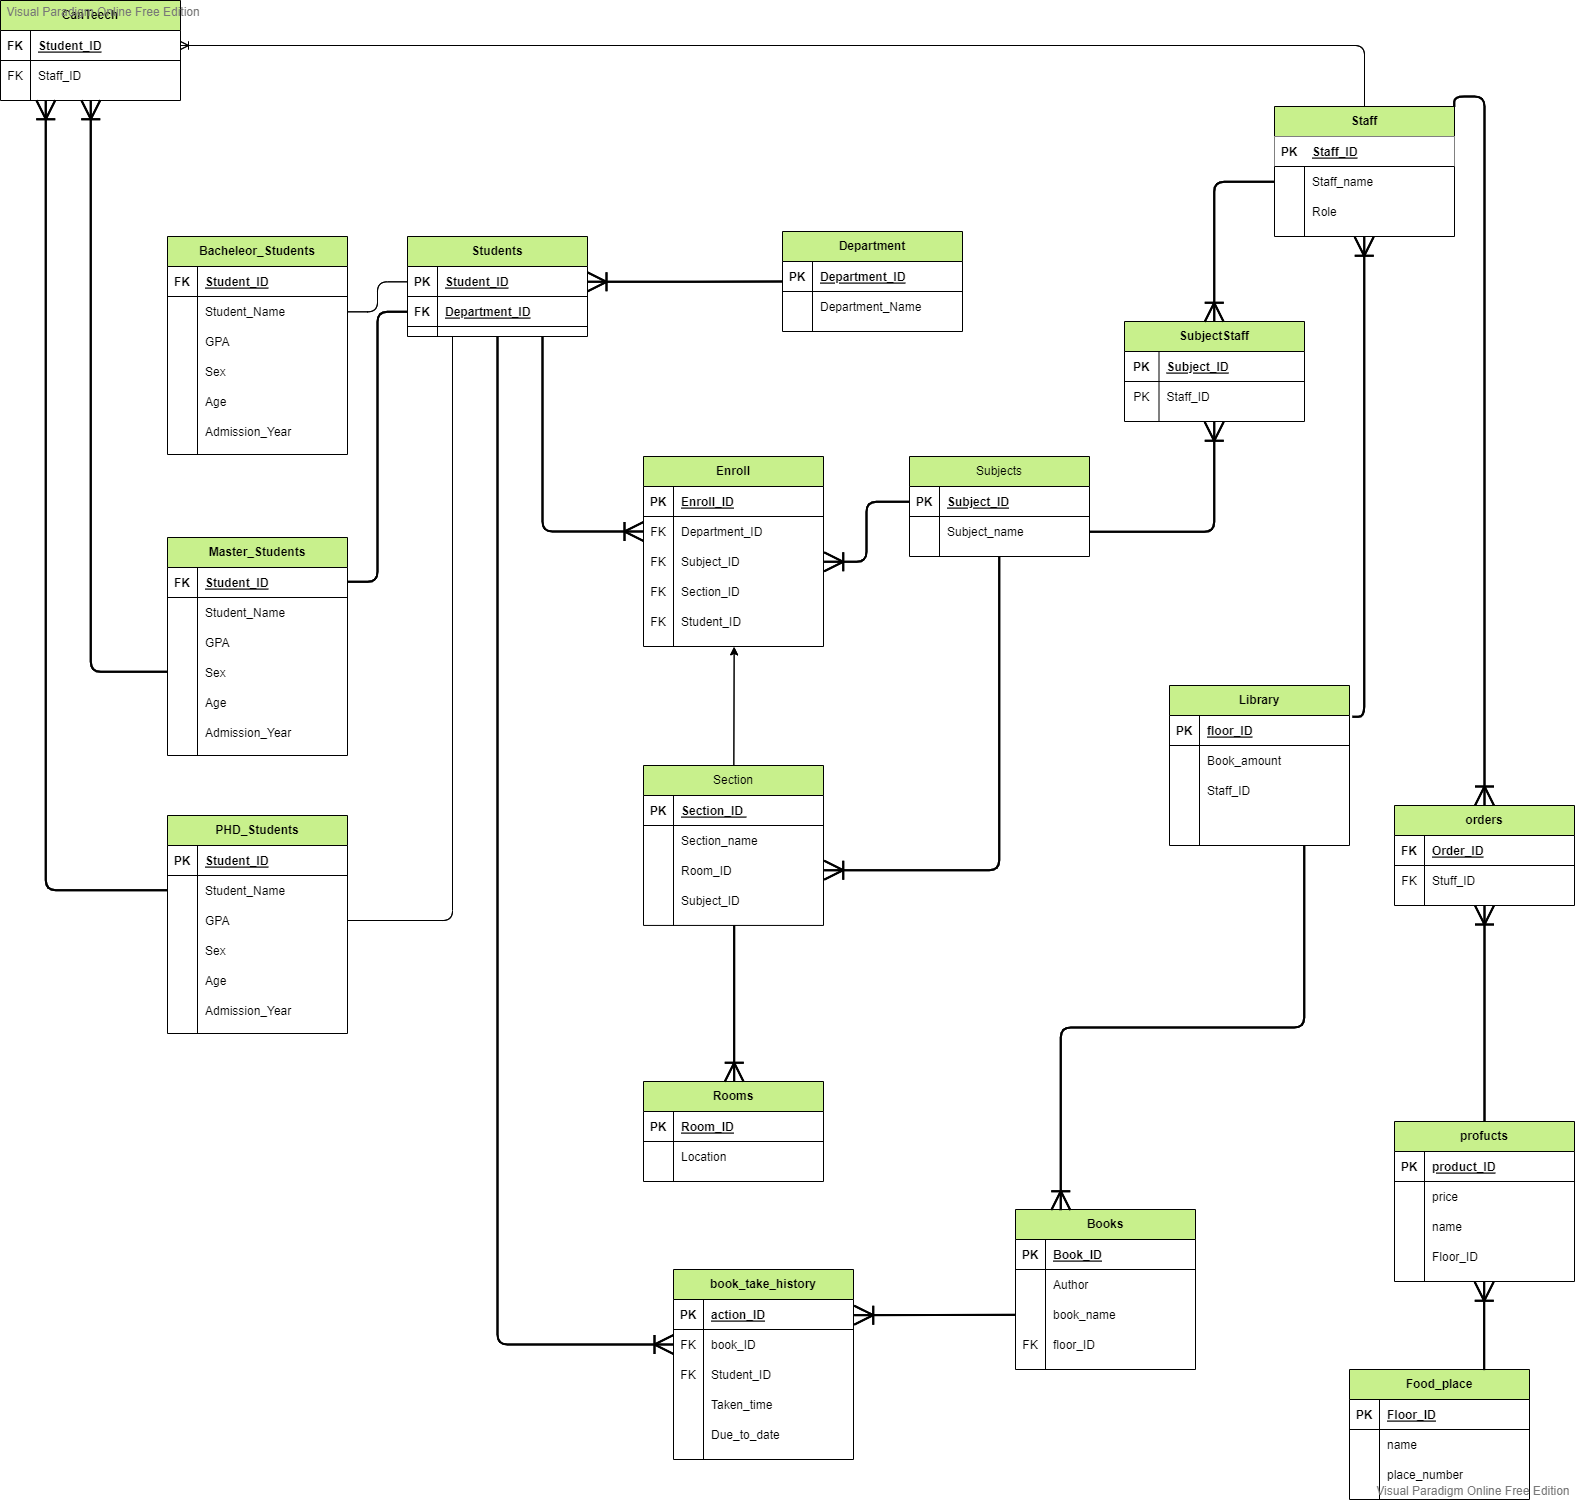 Visual Paradigm Online Free Edition
CanTeech
FK Student_ID
FK Staff_ID
Staff
PK Staff_ID
Staff_name
Role
Bacheleor_Students
FK Student_ID
Student_Name
GPA
Sex
Age
Admission_Year
Students
PK Student_ID
FK Department_ID
Department
PK Department_ID
Department_Name
SubjectStaff
PK Subject_ID
PK Staff_ID
Enroll
PK Enroll_ID
FK Department_ID
FK Subject_ID
FK Section_ID
FK Student_ID
Subjects
PK Subject_ID
Subject_name
Master_Students
FK Student_ID
Student_Name
GPA
Sex
Age
Admission_Year
Library
PK floor_ID
Book_amount
Staff_ID
Section
PK Section_ID
Section_name
Room_ID
Subject_ID
orders
FK Order_ID
FK Stuff_ID
PHD_Students
PK Student_ID
Student_Name
GPA
Sex
Age
Admission_Year
Rooms
PK Room_ID
Location
profucts
PK product_ID
price
name
Floor_ID
Books
PK Book_ID
Author
book_name
FK floor_ID
book_take_history
PK action_ID
FK book_ID
FK Student_ID
Taken_time
Due_to_date
Food_place
PK Floor_ID
name
place_number
Visual Paradigm Online Free Edition